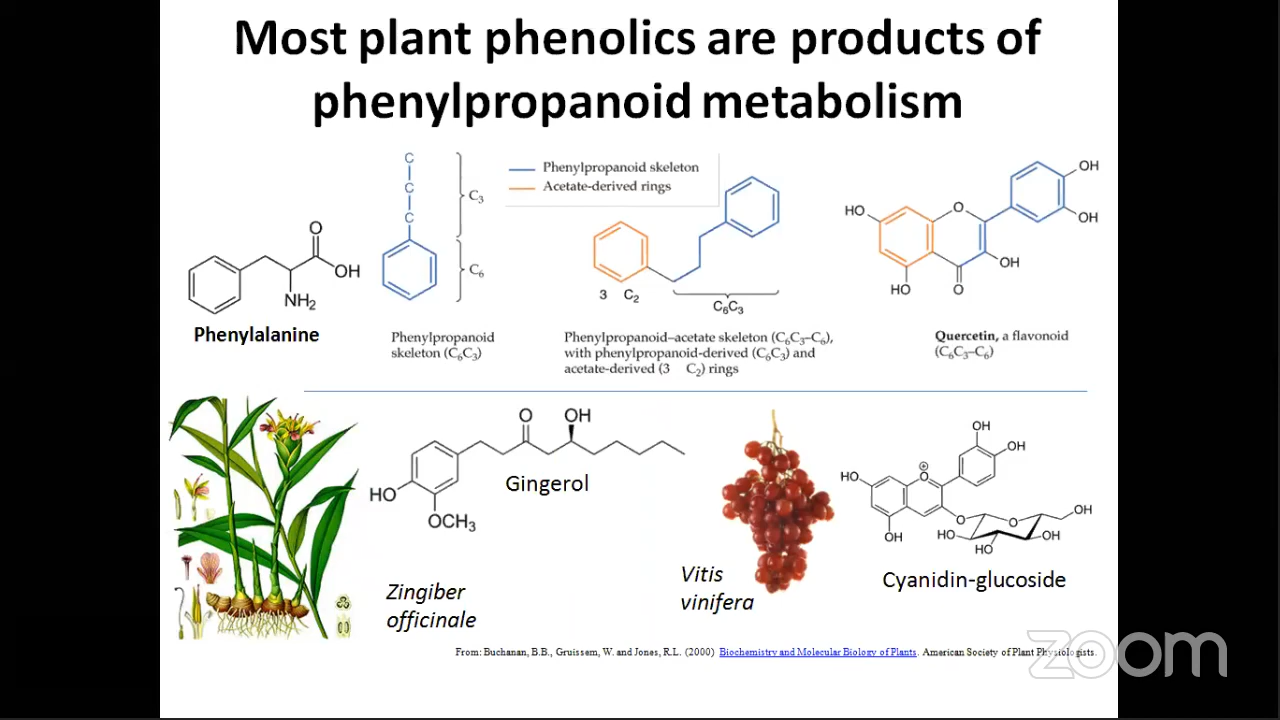 Most plant phenolics are products of
phenylpropanoid metabolism
C
C
C
C₃
C₆
Phenylpropanoid skeleton
Acetate-derived rings
O
OH
NH₂
Phenylalanine
Phenylpropanoid
skeleton (C₆C₃)
3 C₂
C₆C₃
Phenylpropanoid–acetate skeleton (C₆C₃–C₆),
with phenylpropanoid-derived (C₆C₃) and
acetate-derived (3 C₂) rings
OH
HO
O
OH
OH
HO
O
Quercetin, a flavonoid
(C₆C₃–C₆)
O
OH
HO
OCH₃
Gingerol
Zingiber
officinale
Vitis
vinifera
OH
OH
HO
O
+
O
O
OH
OH
HO
OH
HO
Cyanidin-glucoside
From: Buchanan, B.B., Gruissem, W. and Jones, R.L. (2000) Biochemistry and Molecular Biology of Plants. American Society of Plant Physiologists.
zoom